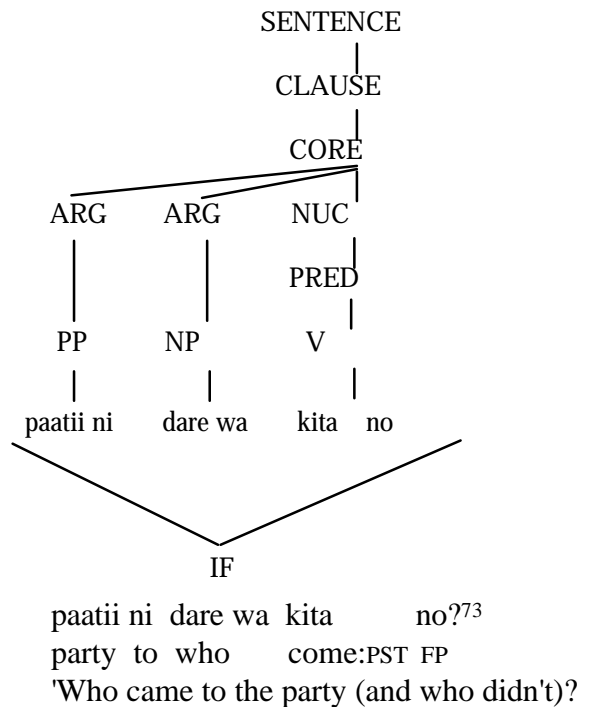 SENTENCE
CLAUSE
CORE
ARG ARG NUC
PRED
PP NP V
paatii ni dare wa kita no
IF
paatii ni dare wa kita no?73
party to who come:PST FP
'Who came to the party (and who didn't)?